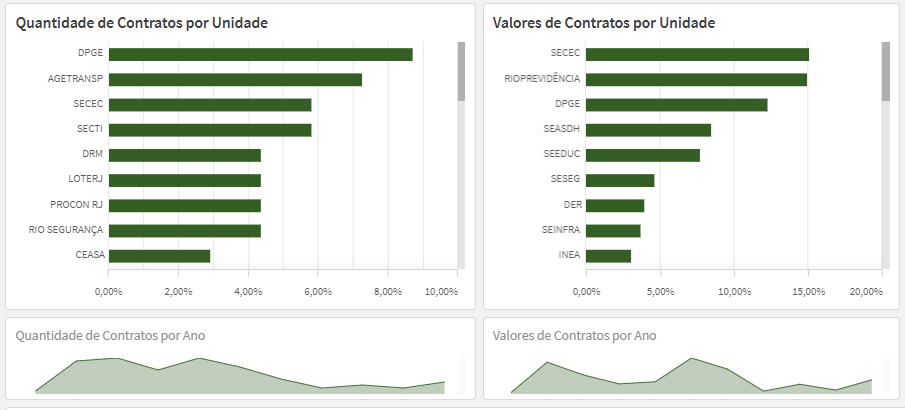 Quantidade de Contratos por Unidade
DPGE
AGETRANSP
SECEC
SECTI
DRM
LOTERJ
PROCON RJ
RIO SEGURANÇA
CEASA
0,00% 2,00% 4,00% 6,00% 8,00% 10,00%
Valores de Contratos por Unidade
SECEC
RIOPREVIDÊNCIA
DPGE
SEASDH
SEEDUC
SESEG
DER
SEINFRA
INEA
0,00% 5,00% 10,00% 15,00% 20,00%
Quantidade de Contratos por Ano
Valores de Contratos por Ano